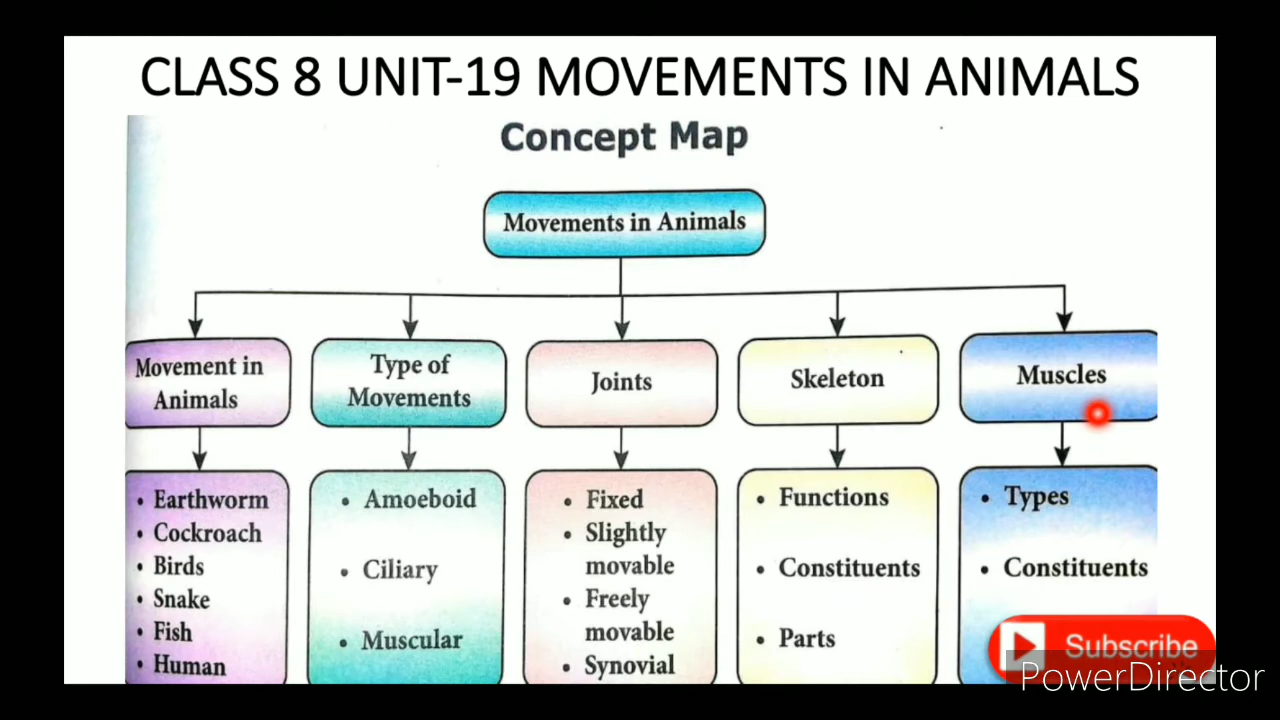 CLASS 8 UNIT-19 MOVEMENTS IN ANIMALS
Concept Map
Movements in Animals
Movement in
Animals
Type of
Movements
Joints
Skeleton
Muscles
• Earthworm
• Cockroach
• Birds
• Snake
• Fish
• Human
• Amoeboid
• Ciliary
• Muscular
• Fixed
• Slightly
movable
• Freely
movable
• Synovial
• Functions
• Constituents
• Parts
• Types
• Constituents
Subscribe
PowerDirector